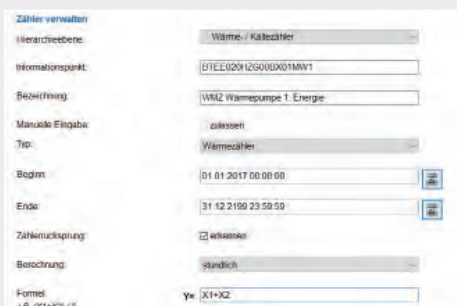 Zähler verwalten
Hierarchieebene: Wärme- / Kältezähler
Informationspunkt: BTEE020HZG00BX01MW1
Bezeichnung: WMZ Wärmepumpe 1: Energie
Manuelle Eingabe: zulassen
Typ: Wärmezähler
Beginn: 01.01.2017 00:00:00
Ende: 31.12.2199 23:59:59
Zählerrücksprung: erkennen
Berechnung: stündlich
Formel y= X1+X2